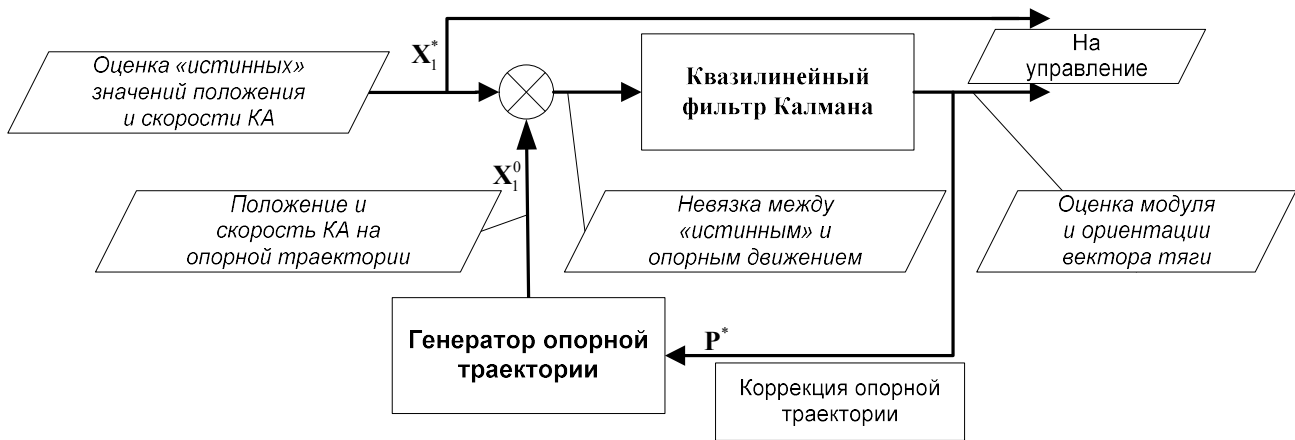 Оценка «истинных»
значений положения
и скорости КА
X₁*
Квазилинейный
фильтр Калмана
На
управление
X₁⁰
Положение и
скорость КА на
опорной траектории
Невязка между
«истинным» и
опорным движением
Оценка модуля
и ориентации
вектора тяги
Генератор опорной
траектории
P*
Коррекция опорной
траектории